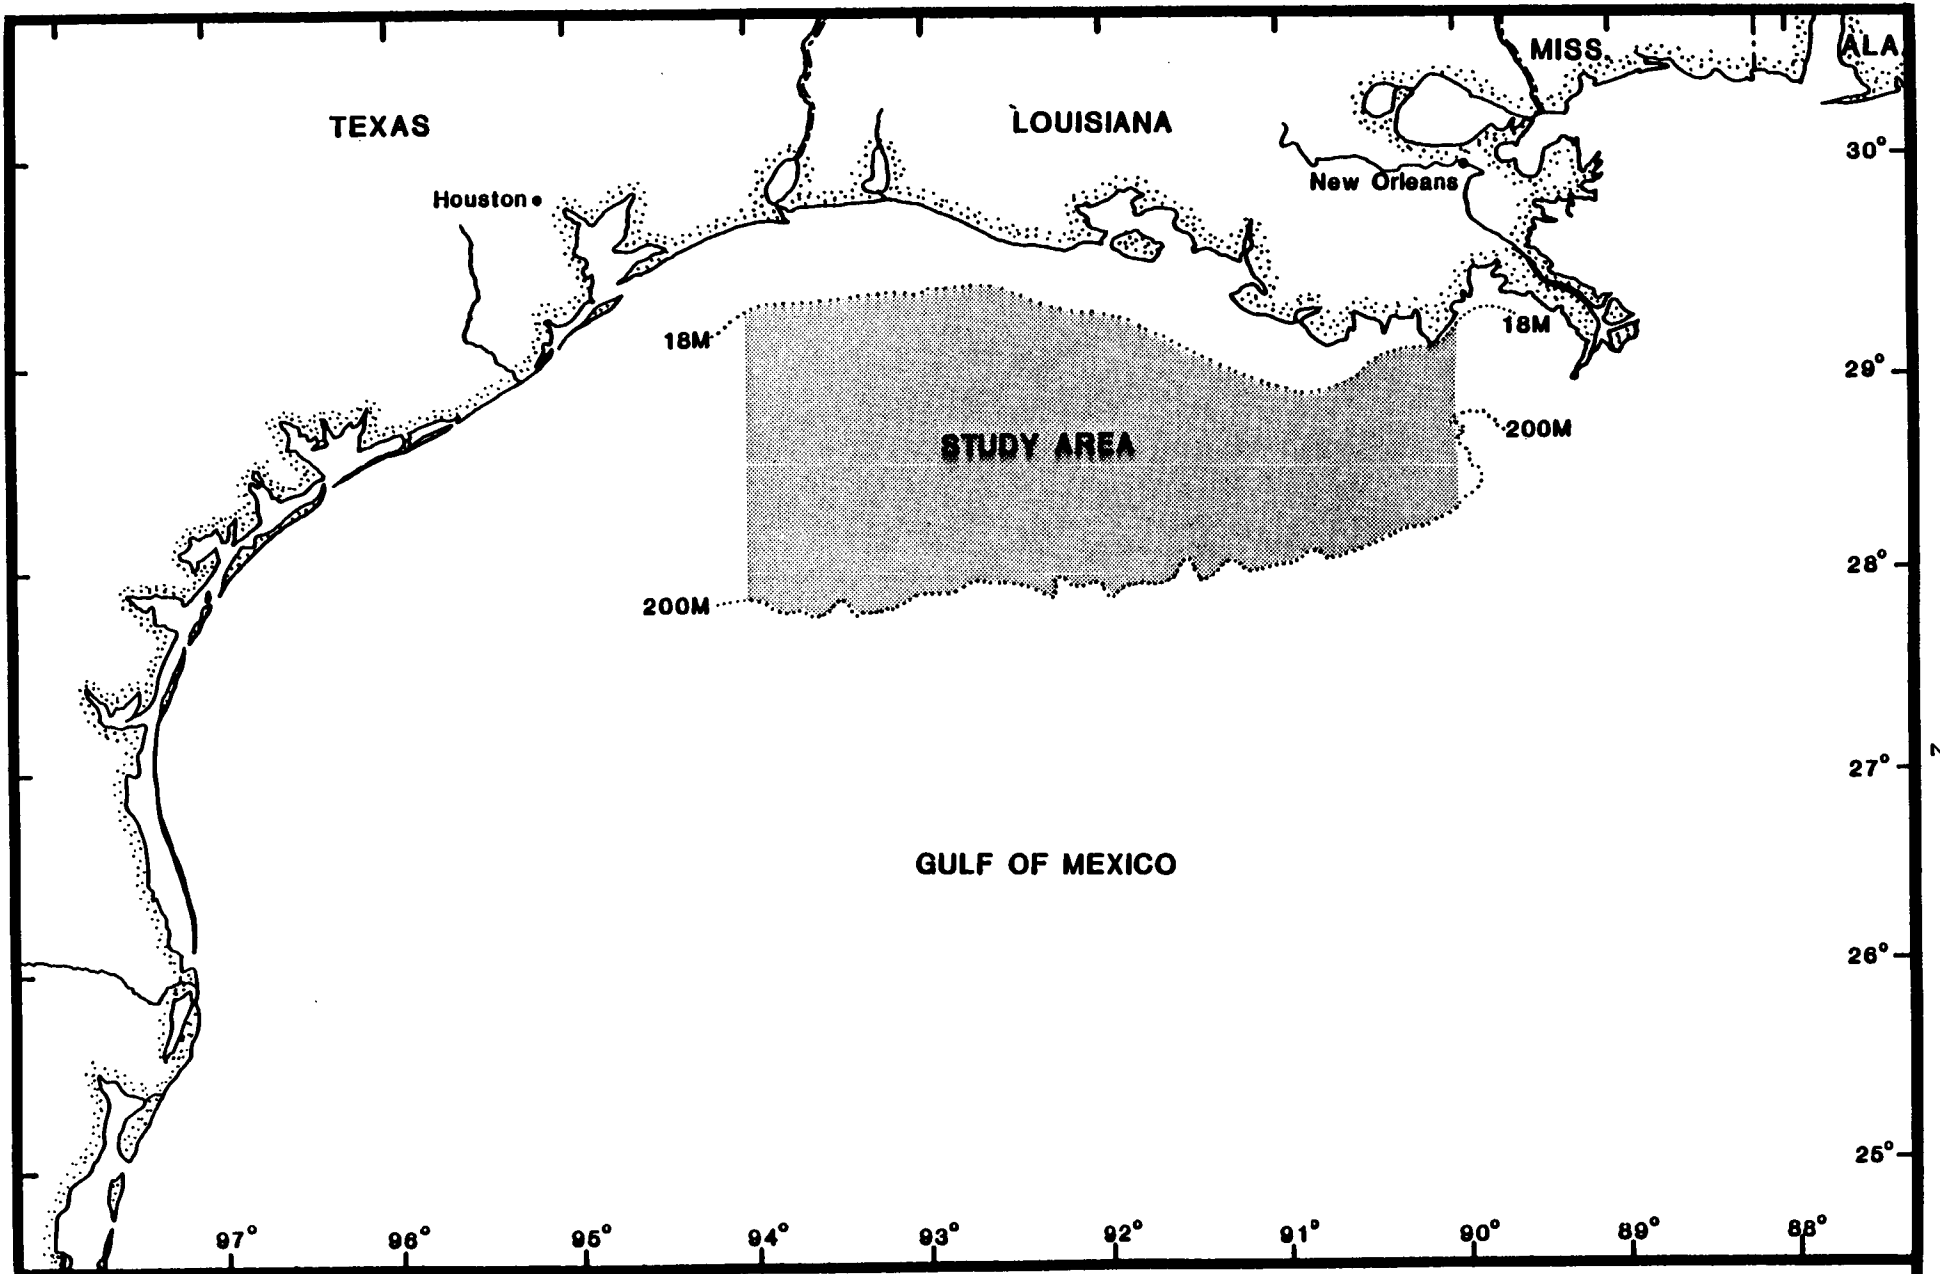 MISS.
ALA.
TEXAS
LOUISIANA
30°
New Orleans
Houston
18M
18M
29°
200M
STUDY AREA
28°
200M
27°
GULF OF MEXICO
26°
25°
97°
96°
95°
94°
93°
92°
91°
90°
89°
88°